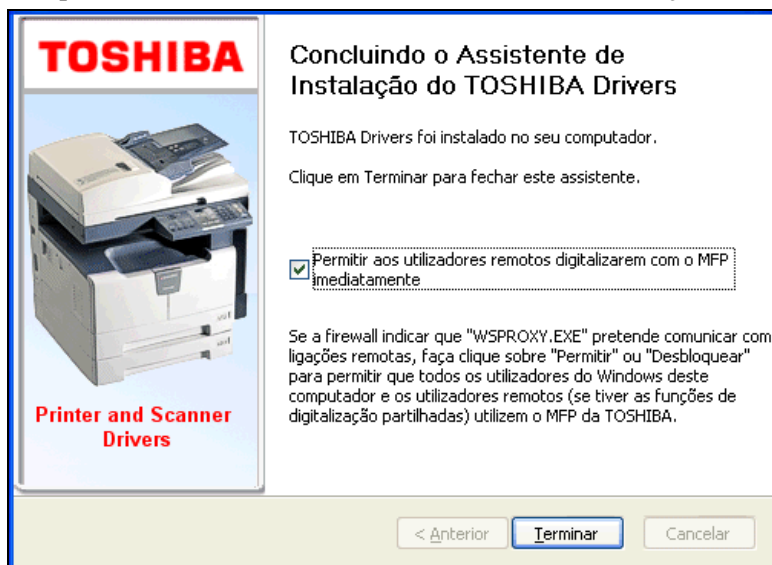 TOSHIBA
Concluindo o Assistente de
Instalação do TOSHIBA Drivers
TOSHIBA Drivers foi instalado no seu computador.
Clique em Terminar para fechar este assistente.
Permitir aos utilizadores remotos digitalizarem com o MFP
imediatamente
Se a firewall indicar que "WSPROXY.EXE" pretende comunicar com
ligações remotas, faça clique sobre "Permitir" ou "Desbloquear"
para permitir que todos os utilizadores do Windows deste
computador e os utilizadores remotos (se tiver as funções de
digitalização partilhadas) utilizem o MFP da TOSHIBA.
Printer and Scanner
Drivers
< Anterior
Terminar
Cancelar